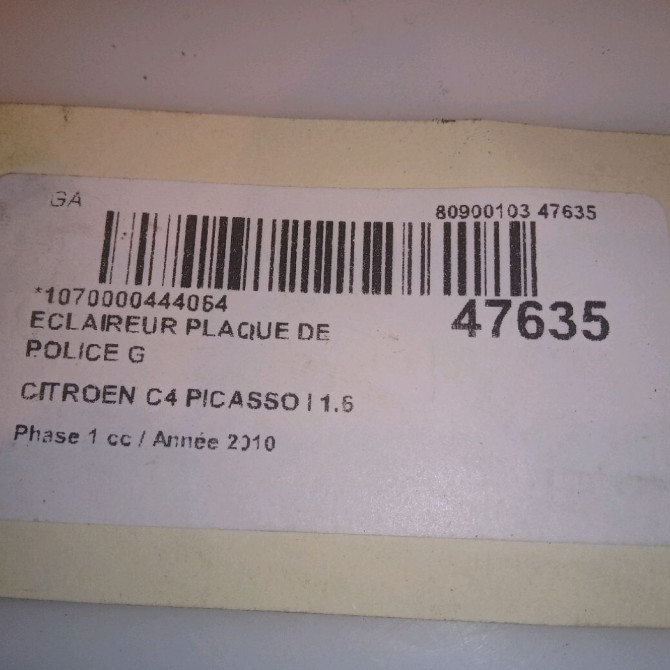 GA
80900103 47635
*1070000444064
47635
ECLAIREUR PLAQUE DE
POLICE G
CITROEN C4 PICASSO I 1.6
Phase 1 cc / Année 2010